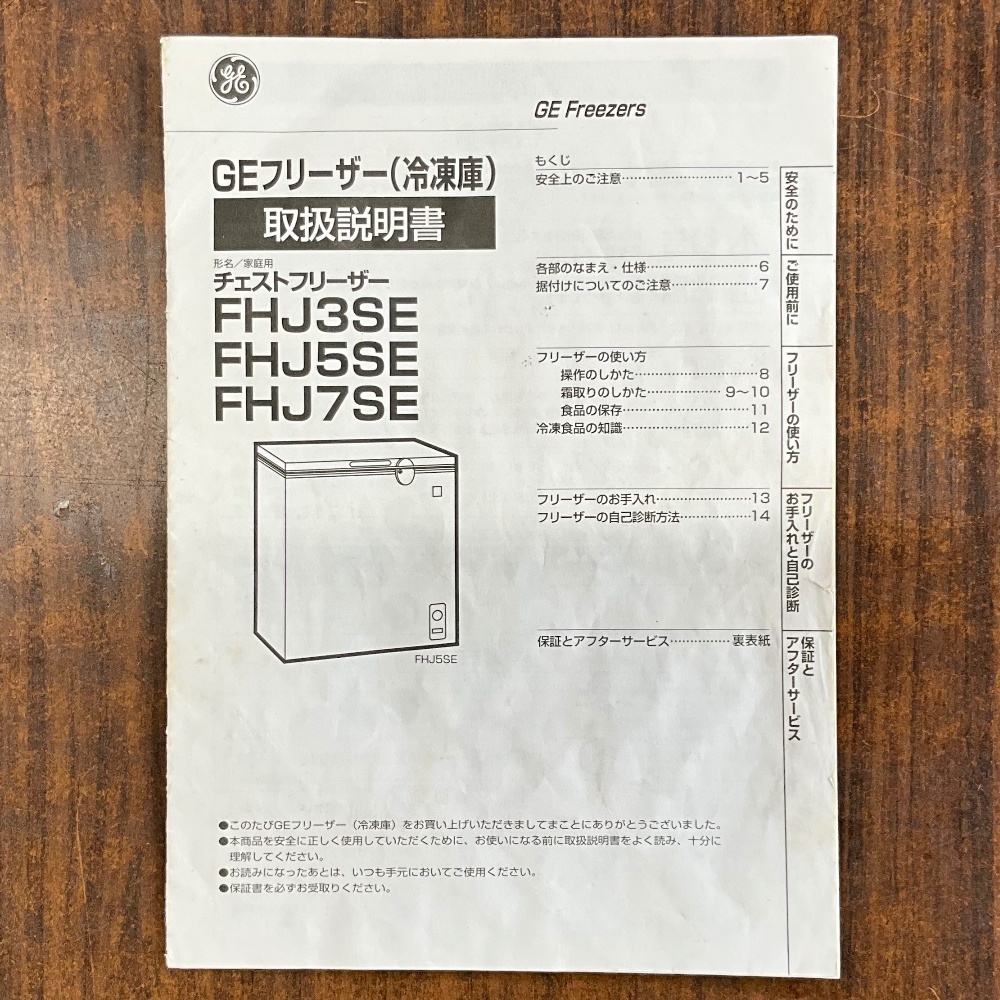 GE
GE Freezers
GEフリーザー(冷凍庫)
取扱説明書
形名/家庭用
チェストフリーザー
FHJ3SE
FHJ5SE
FHJ7SE
FHJ5SE
もくじ
安全上のご注意…………………………1〜5
各部のなまえ・仕様………………………6
据付けについてのご注意…………………7
フリーザーの使い方
操作のしかた…………………………8
霜取りのしかた………………9〜10
食品の保存…………………………11
冷凍食品の知識…………………………12
フリーザーのお手入れ……………………13
フリーザーの自己診断方法………………14
保証とアフターサービス……………裏表紙
安全のために
ご使用前に
フリーザーの使い方
フリーザーの
お手入れと自己診断
保証と
アフターサービス
●このたびGEフリーザー(冷凍庫)をお買い上げいただきましてまことにありがとうございました。
●本商品を安全に正しく使用していただくために、お使いになる前に取扱説明書をよく読み、十分に
理解してください。
●お読みになったあとは、いつも手元においてご使用ください。
●保証書を必ずお受取りください。